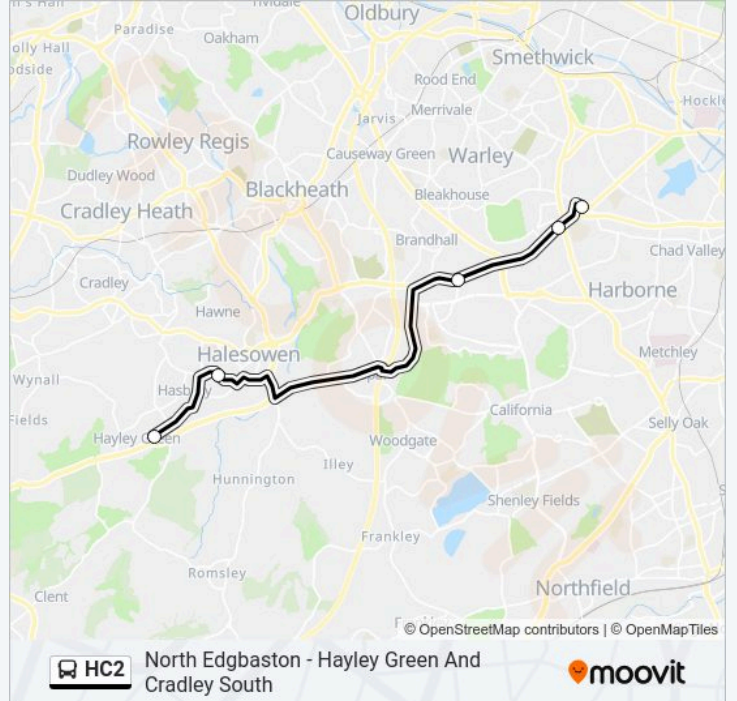 Oldbury
Paradise
Oakham
Smethwick
olly Hall
odside
Rood End
Hockle
Merrivale
Jarvis
Rowley Regis
Causeway Green
Warley
Dudley Wood
Blackheath
Bleakhouse
Cradley Heath
Brandhall
Chad Valley
Cradley
Harborne
Hawne
Halesowen
Metchley
Wynall
Hasb
California
Fields
Selly Oak
Hayley Green
Woodgate
Illey
Hunnington
Shenley Fields
Frankley
Romsley
Northfield
Clent
© OpenStreetMap contributors | © OpenMapTiles
HC2
North Edgbaston - Hayley Green And
Cradley South
moovit